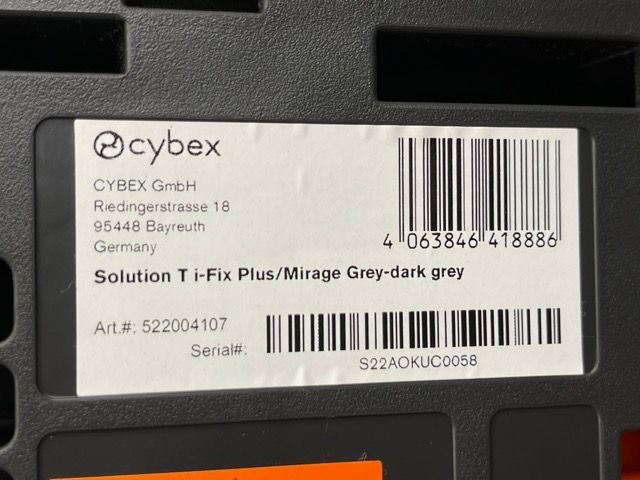 cybex
CYBEX GmbH
Riedingerstrasse 18
95448 Bayreuth
Germany
4 063846 418886
Solution T i-Fix Plus/Mirage Grey-dark grey
Art.#: 522004107
Serial#:
S22AOKUC0058